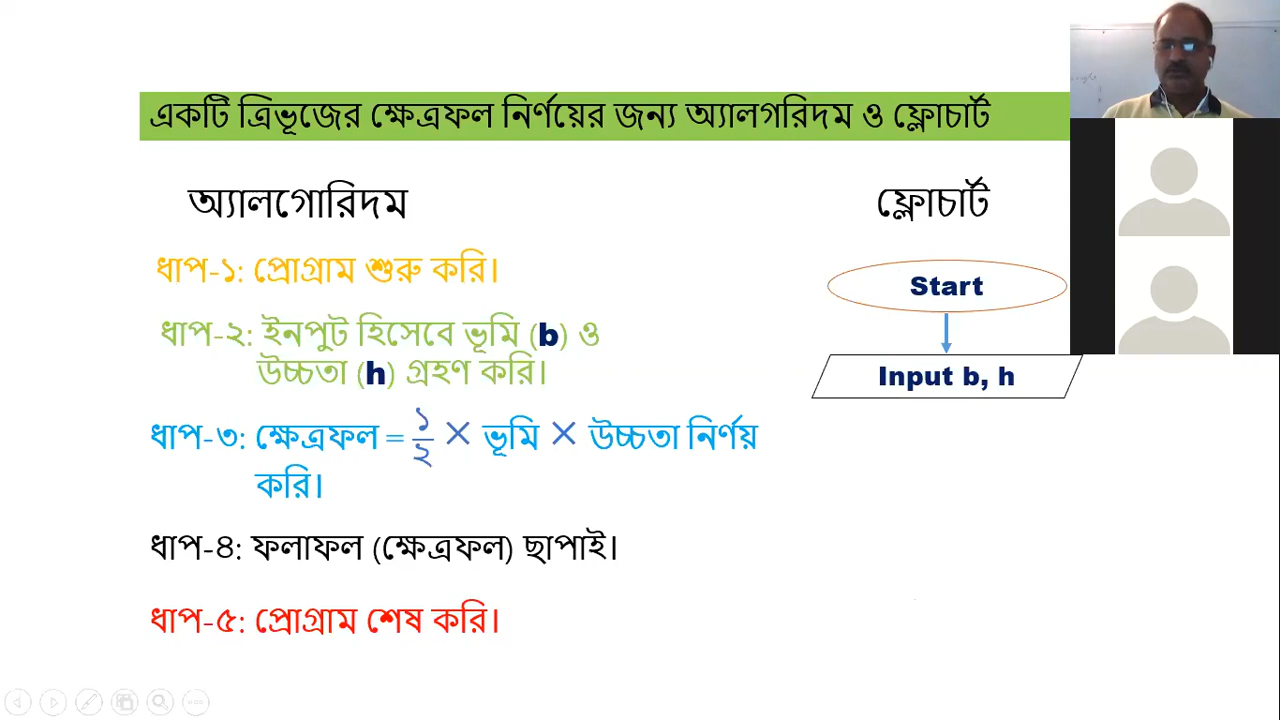 একটি ত্রিভূজের ক্ষেত্রফল নির্ণয়ের জন্য অ্যালগরিদম ও ফ্লোচার্ট
অ্যালগোরিদম
ধাপ-১: প্রোগ্রাম শুরু করি।
ধাপ-২: ইনপুট হিসেবে ভূমি (b) ও
উচ্চতা (h) গ্রহণ করি।
ধাপ-৩: ক্ষেত্রফল = ১/২ × ভূমি × উচ্চতা নির্ণয়
করি।
ধাপ-৪: ফলাফল (ক্ষেত্রফল) ছাপাই।
ধাপ-৫: প্রোগ্রাম শেষ করি।
ফ্লোচার্ট
Start
Input b, h